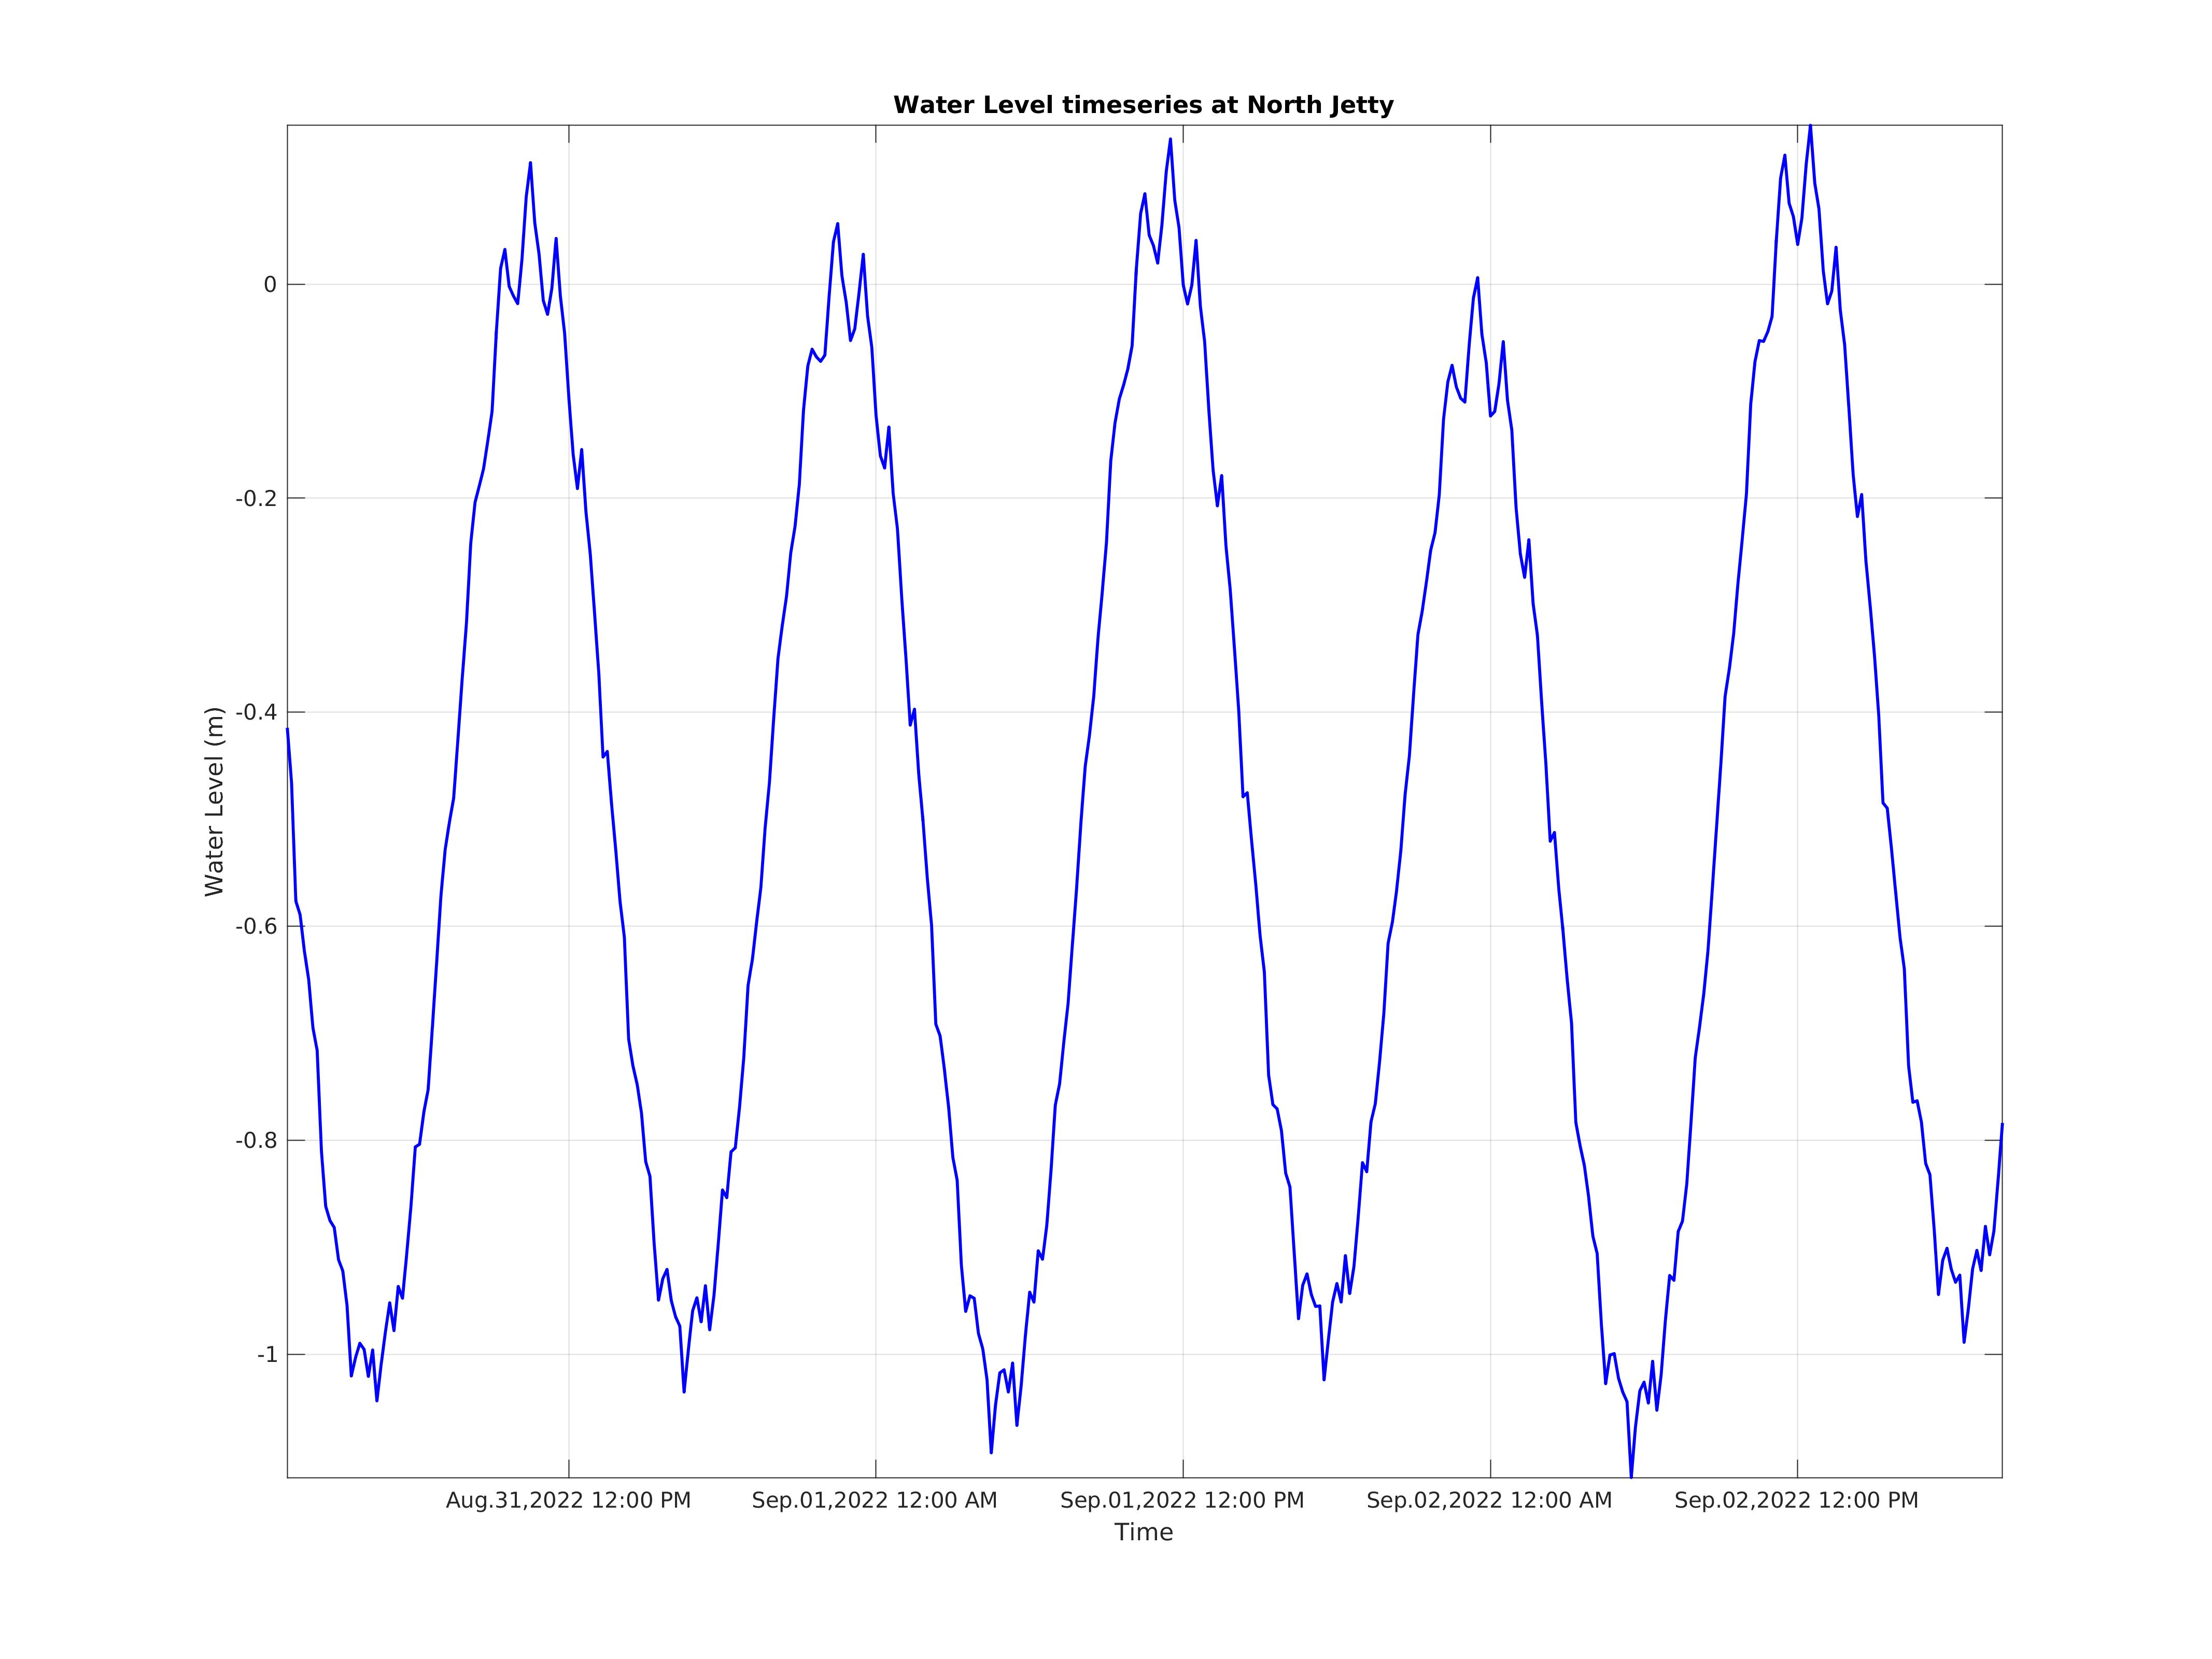 Water Level timeseries at North Jetty
0
-0.2
-0.4
-0.6
-0.8
-1
Water Level (m)
Aug.31,2022 12:00 PM
Sep.01,2022 12:00 AM
Sep.01,2022 12:00 PM
Sep.02,2022 12:00 AM
Sep.02,2022 12:00 PM
Time